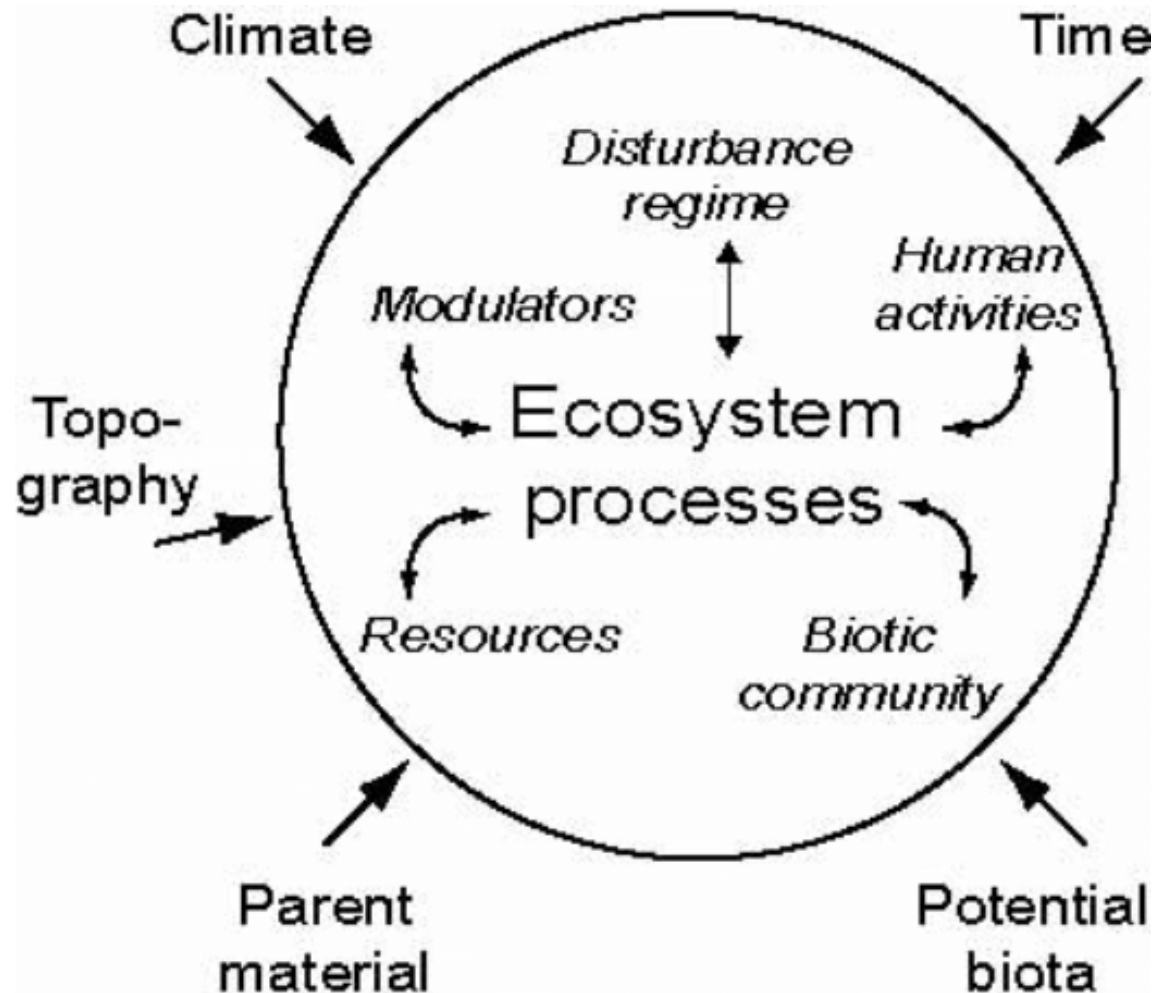 Climate
Time
Disturbance
regime
Human
activities
Modulators
Ecosystem
processes
Topo-
graphy
Resources
Biotic
community
Parent
material
Potential
biota